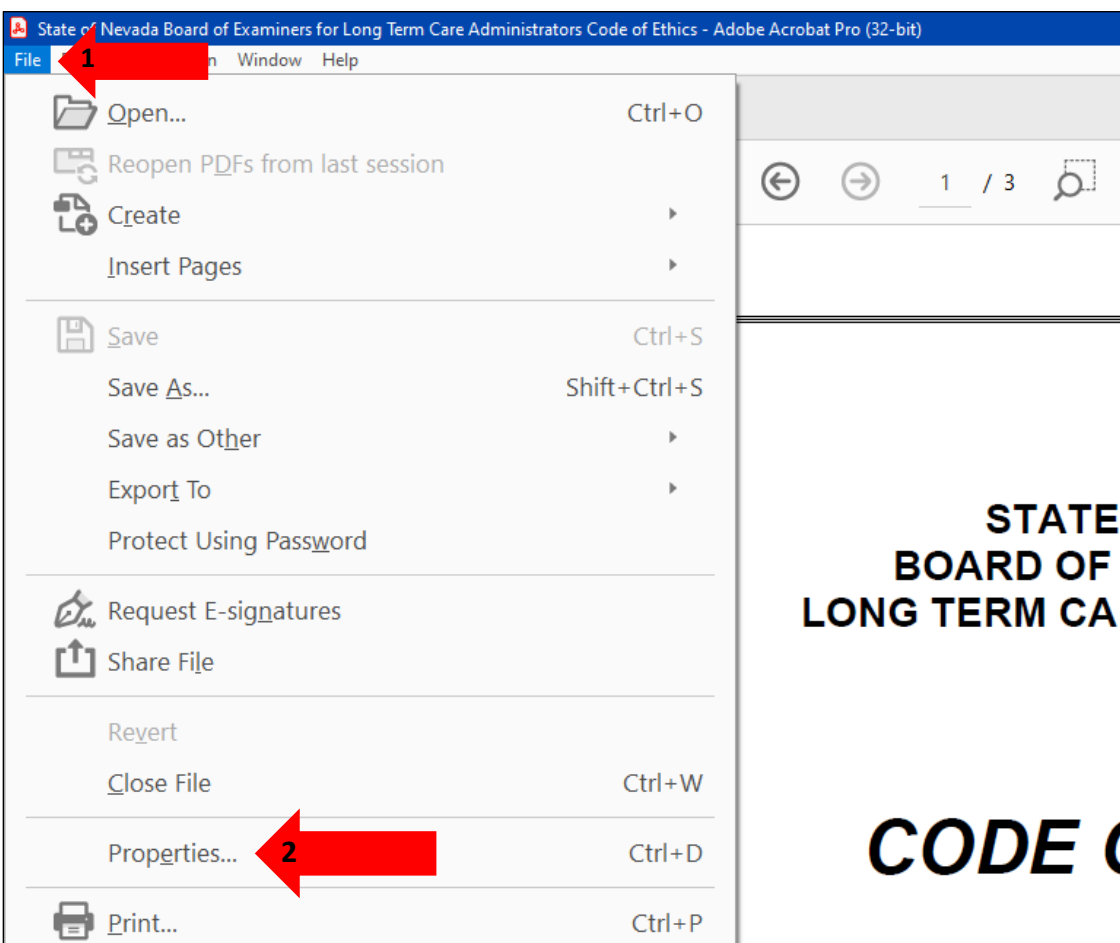 State of Nevada Board of Examiners for Long Term Care Administrators Code of Ethics - Adobe Acrobat Pro (32-bit)
File 1 Window Help
Open... Ctrl+O
Reopen PDFs from last session
Create
Insert Pages
Save Ctrl+S
Save As... Shift+Ctrl+S
Save as Other
Export To
Protect Using Password
Request E-signatures
Share File
Revert
Close File Ctrl+W
Properties... 2 Ctrl+D
Print... Ctrl+P
1 / 3
STATE
BOARD OF
LONG TERM CA
CODE